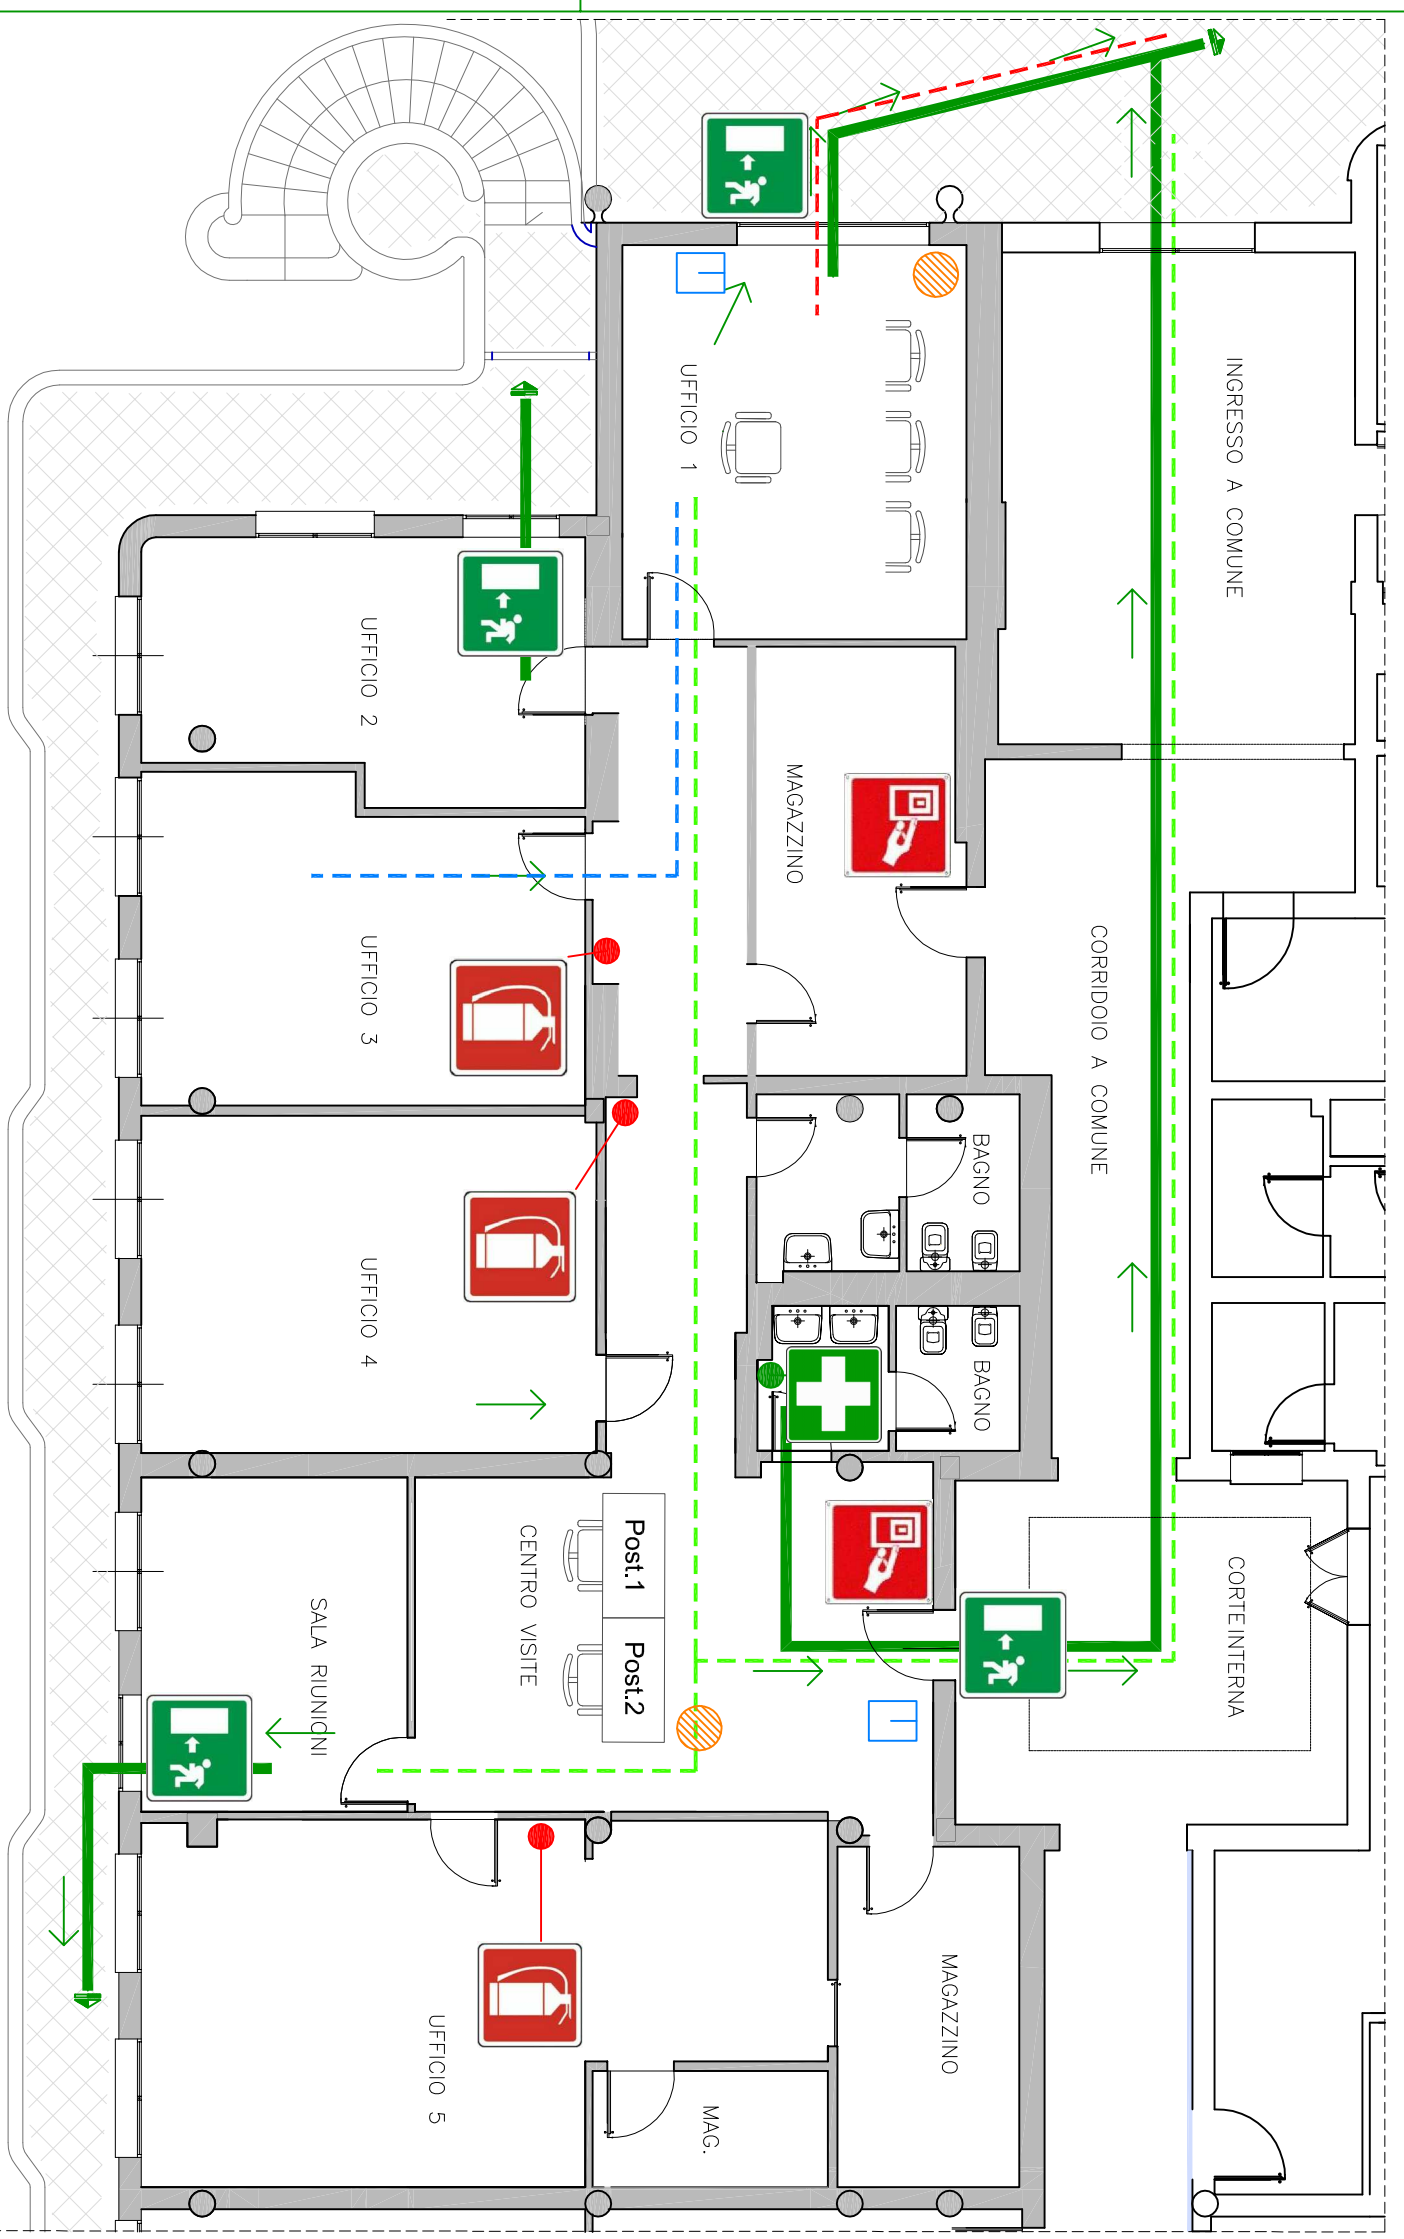 UFFICIO 1
INGRESSO A COMUNE
UFFICIO 2
MAGAZZINO
UFFICIO 3
CORRIDOIO A COMUNE
BAGNO
UFFICIO 4
BAGNO
CENTRO VISITE
Post.1
Post.2
CORTE INTERNA
SALA RIUNIONI
MAGAZZINO
UFFICIO 5
MAG.